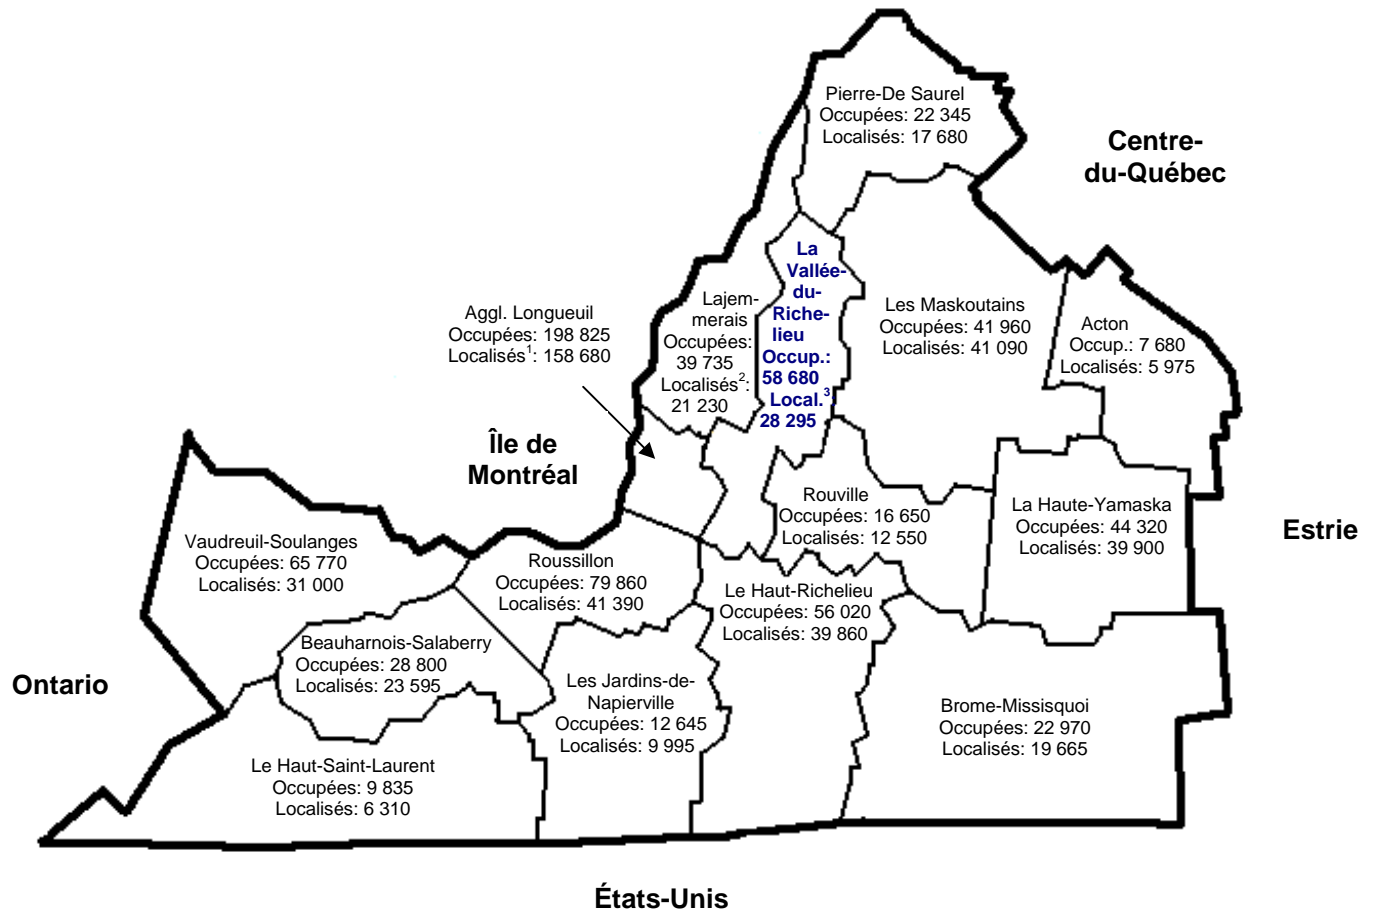 Pierre-De Saurel
Occupées: 22 345
Localisés: 17 680
Centre-
du-Québec
La
Vallée-
du-
Riche-
lieu
Occup.:
58 680
Local.3
28 295
Lajem-
merais
Occupées:
39 735
Localisés2:
21 230
Aggl. Longueuil
Occupées: 198 825
Localisés1: 158 680
Les Maskoutains
Occupées: 41 960
Localisés: 41 090
Acton
Occup.: 7 680
Localisés: 5 975
Île de
Montréal
Rouville
Occupées: 16 650
Localisés: 12 550
La Haute-Yamaska
Occupées: 44 320
Localisés: 39 900
Estrie
Vaudreuil-Soulanges
Occupées: 65 770
Localisés: 31 000
Roussillon
Occupées: 79 860
Localisés: 41 390
Le Haut-Richelieu
Occupées: 56 020
Localisés: 39 860
Beauharnois-Salaberry
Occupées: 28 800
Localisés: 23 595
Ontario
Les Jardins-de-
Napierville
Occupées: 12 645
Localisés: 9 995
Brome-Missisquoi
Occupées: 22 970
Localisés: 19 665
Le Haut-Saint-Laurent
Occupées: 9 835
Localisés: 6 310
États-Unis